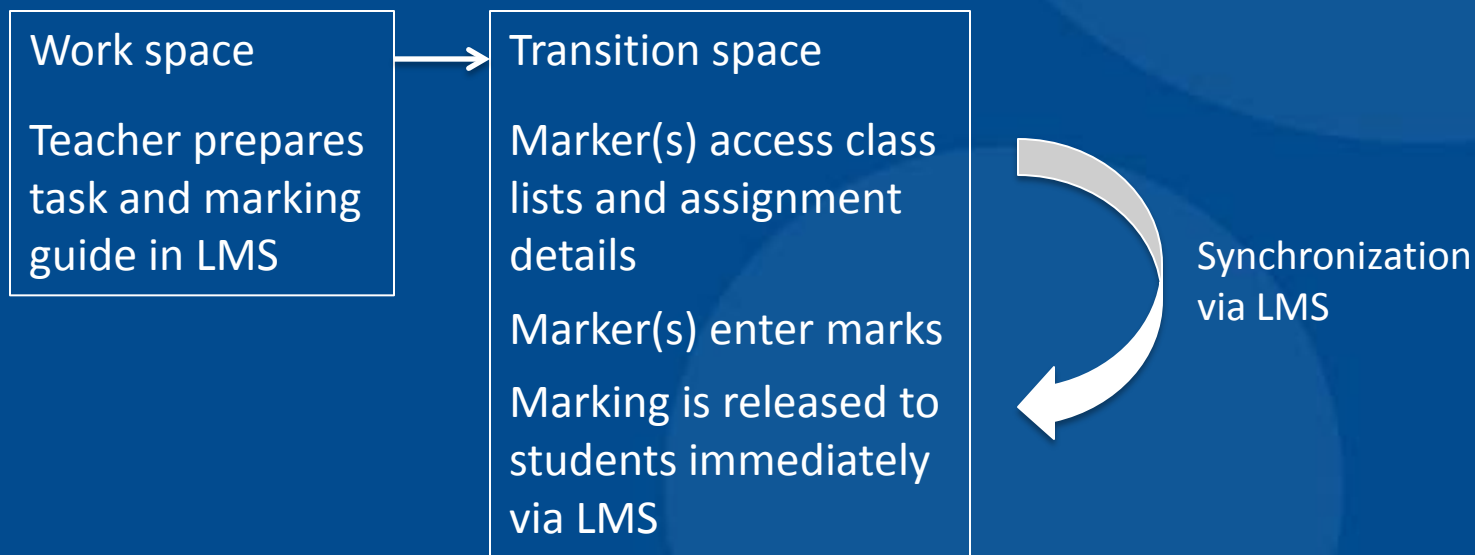 Work space
Teacher prepares
task and marking
guide in LMS
Transition space
Marker(s) access class
lists and assignment
details
Marker(s) enter marks
Marking is released to
students immediately
via LMS
Synchronization
via LMS